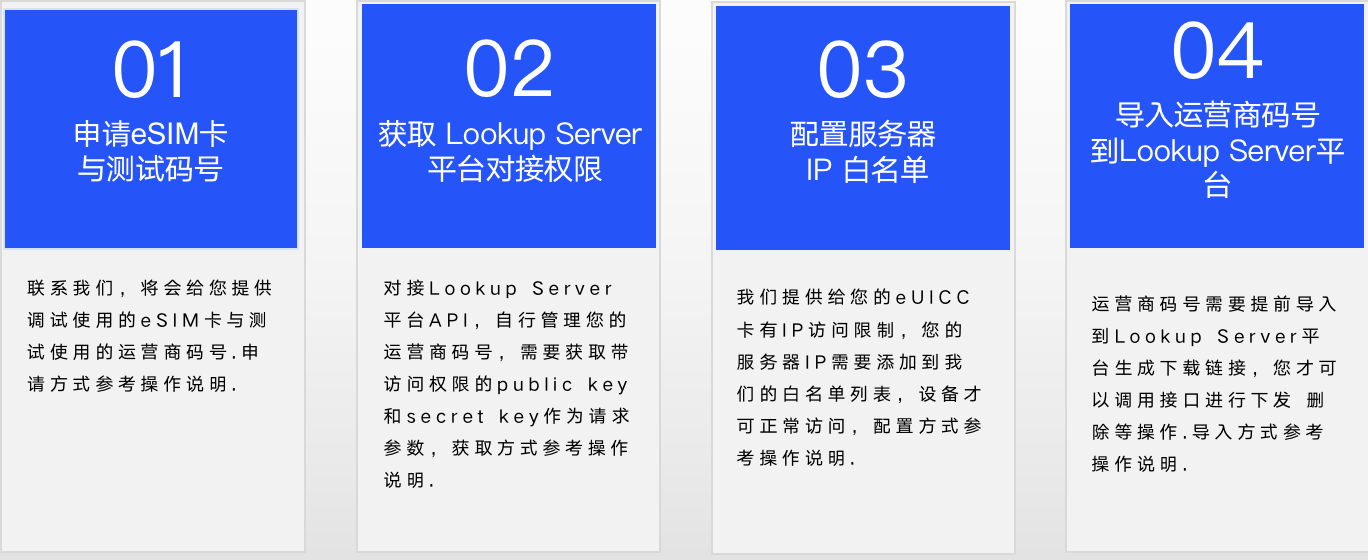 01
申请eSIM卡
与测试码号
联系我们，将会给您提供
调试使用的eSIM卡与测
试使用的运营商码号.申
请方式参考操作说明.
02
获取 Lookup Server
平台对接权限
对接Lookup Server
平台API，自行管理您的
运营商码号，需要获取带
访问权限的public key
和secret key作为请求
参数，获取方式参考操作
说明.
03
配置服务器
IP 白名单
我们提供给您的eUICC
卡有IP访问限制，您的
服务器IP需要添加到我
们的白名单列表，设备才
可正常访问，配置方式参
考操作说明.
04
导入运营商码号
到Lookup Server平
台
运营商码号需要提前导入
到Lookup Server平
台生成下载链接，您才可
以调用接口进行下发 删
除等操作.导入方式参考
操作说明.